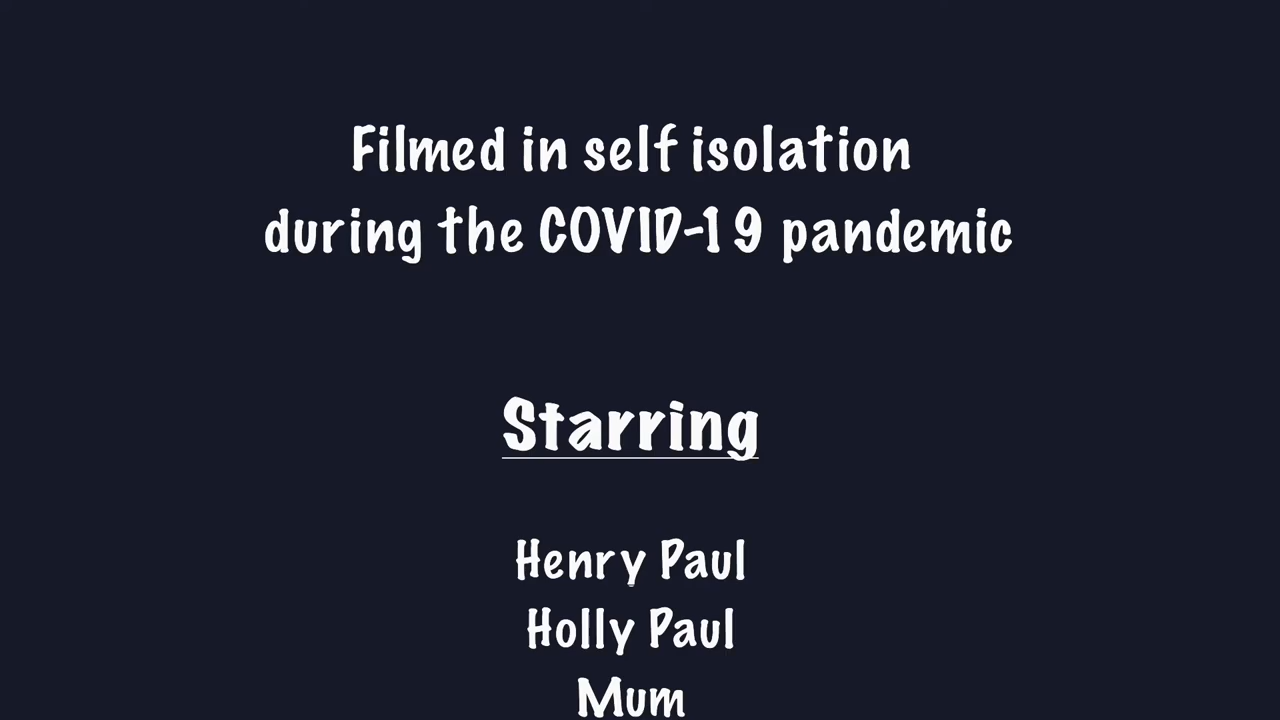 Filmed in self isolation
during the COVID-19 pandemic
Starring
Henry Paul
Holly Paul
Mum